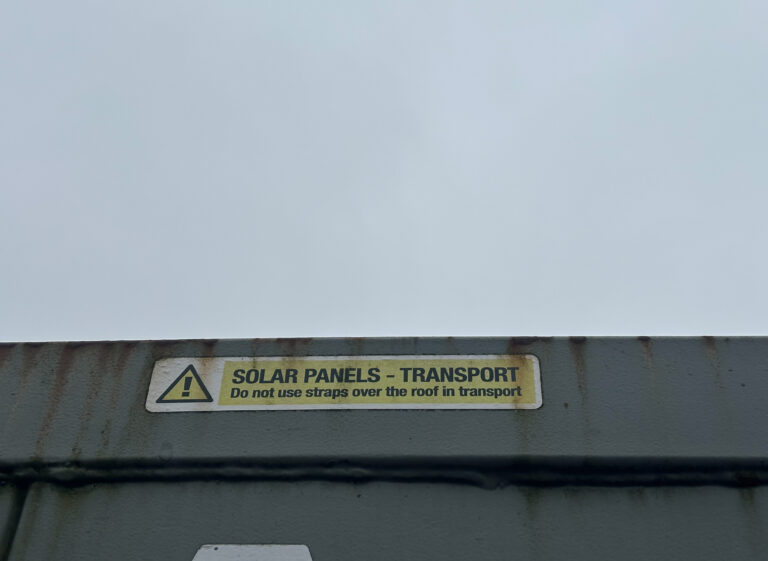 SOLAR PANELS - TRANSPORT
Do not use straps over the roof in transport